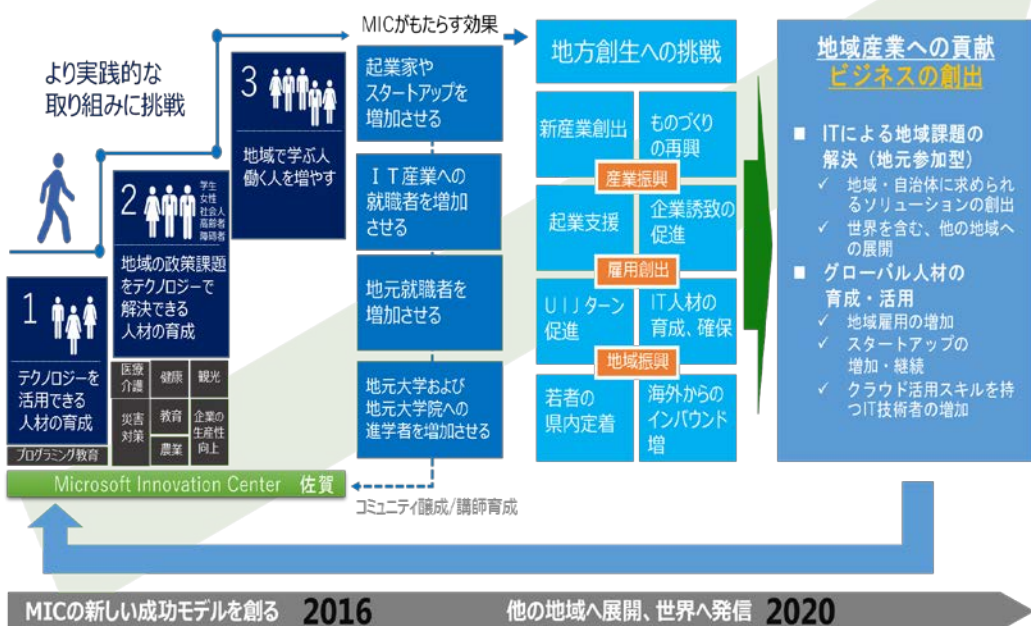 より実践的な
取り組みに挑戦
1
テクノロジーを
活用できる
人材の育成
プログラミング教育
2
学生
女性
社会人
高齢者
障碍者
地域の政策課題
をテクノロジーで
解決できる
人材の育成
医療
介護
健康
観光
災害
対策
教育
企業の
生産性
向上
農業
3
地域で学ぶ人
働く人を増やす
Microsoft Innovation Center 佐賀
MICがもたらす効果
起業家や
スタートアップを
増加させる
IT産業への
就職者を増加
させる
地元就職者を
増加させる
地元大学および
地元大学院への
進学者を増加させる
コミュニティ醸成/講師育成
地方創生への挑戦
新産業創出
ものづくり
の再興
産業振興
起業支援
企業誘致の
促進
雇用創出
UIJターン
促進
IT人材の
育成、確保
地域振興
若者の
県内定着
海外からの
インバウンド
増
地域産業への貢献
ビジネスの創出
■ ITによる地域課題の
解決（地元参加型）
✓ 地域・自治体に求められ
るソリューションの創出
✓ 世界を含む、他の地域へ
の展開
■ グローバル人材の
育成・活用
✓ 地域雇用の増加
✓ スタートアップの
増加・継続
✓ クラウド活用スキルを持
つIT技術者の増加
MICの新しい成功モデルを創る 2016
他の地域へ展開、世界へ発信 2020